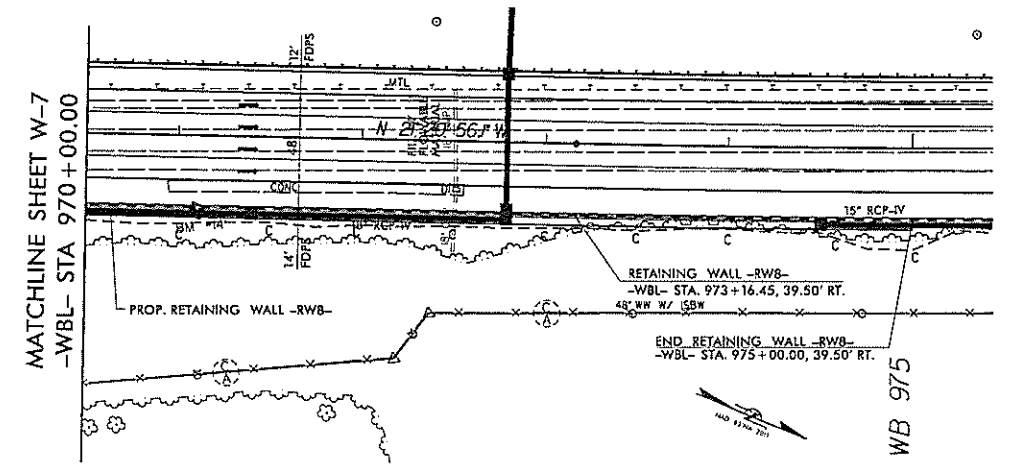 MATCHLINE SHEET W-7
-WBL- STA 970+00.00
12'
FDPS
MTL
48'
CONC
14'
FDPS
C
C
C
C
C
C
15" RCP-IV
PROP. RETAINING WALL -RW8-
RETAINING WALL -RW8-
-WBL- STA. 973+16.45, 39.50' RT.
48" WW W/ 1SBW
C
A
C
A
END RETAINING WALL -RW8-
-WBL- STA. 975+00.00, 39.50' RT.
WB 975